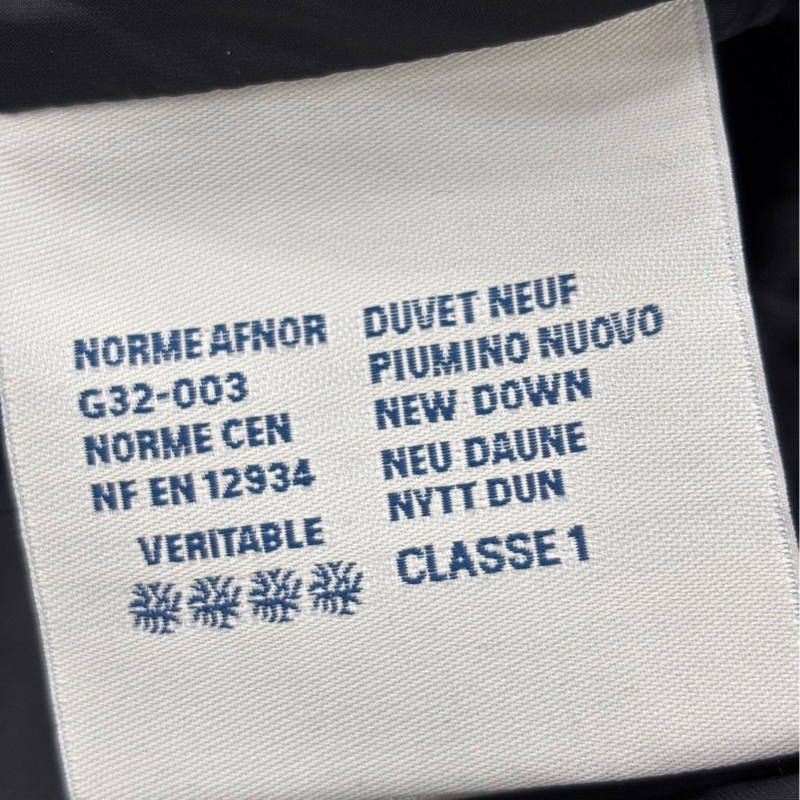 NORME AFNOR
G32-003
NORME CEN
NF EN 12934
VERITABLE
DUVET NEUF
PIUMINO NUOVO
NEW DOWN
NEU DAUNE
NYTT DUN
CLASSE 1